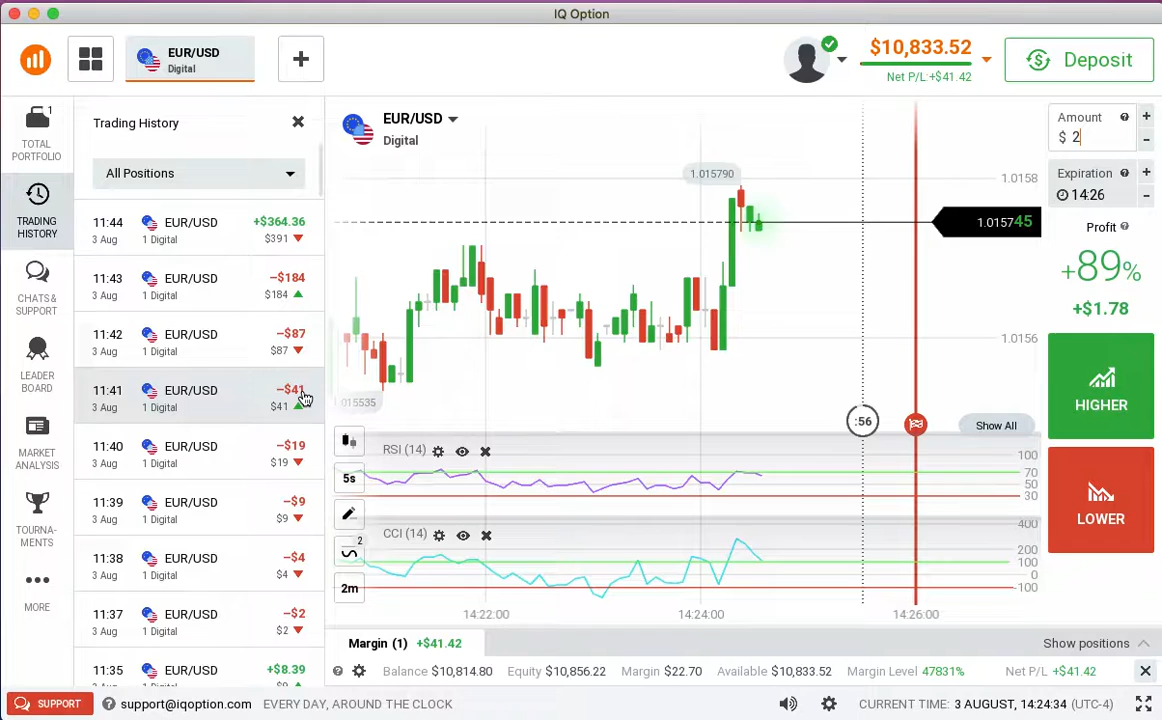 IQ Option
EUR/USD
Digital
+
$10,833.52
Net P/L:+$41.42
Deposit
1
TOTAL
PORTFOLIO
TRADING
HISTORY
CHATS &
SUPPORT
LEADER
BOARD
MARKET
ANALYSIS
TOURNA-
MENTS
MORE
Trading History
All Positions
11:44 EUR/USD +$364.36
3 Aug 1 Digital $391
11:43 EUR/USD −$184
3 Aug 1 Digital $184
11:42 EUR/USD −$87
3 Aug 1 Digital $87
11:41 EUR/USD −$41
3 Aug 1 Digital $41
11:40 EUR/USD −$19
3 Aug 1 Digital $19
11:39 EUR/USD −$9
3 Aug 1 Digital $9
11:38 EUR/USD −$4
3 Aug 1 Digital $4
11:37 EUR/USD −$2
3 Aug 1 Digital $2
11:35 EUR/USD +$8.39
EUR/USD
Digital
1.015790
1.0158
1.015745
1.0156
015535
:56
Show All
RSI (14)
100
70
50
30
5s
CCI (14)
400
200
100
0
-100
2
2m
14:22:00 14:24:00 14:26:00
Amount
$ 2
+
-
Expiration
14:26
+
-
Profit
+89%
+$1.78
HIGHER
LOWER
Margin (1) +$41.42
Show positions
Balance $10,814.80 Equity $10,856.22 Margin $22.70 Available $10,833.52 Margin Level 47831% Net P/L +$41.42
SUPPORT
support@iqoption.com EVERY DAY, AROUND THE CLOCK
CURRENT TIME: 3 AUGUST, 14:24:34 (UTC-4)